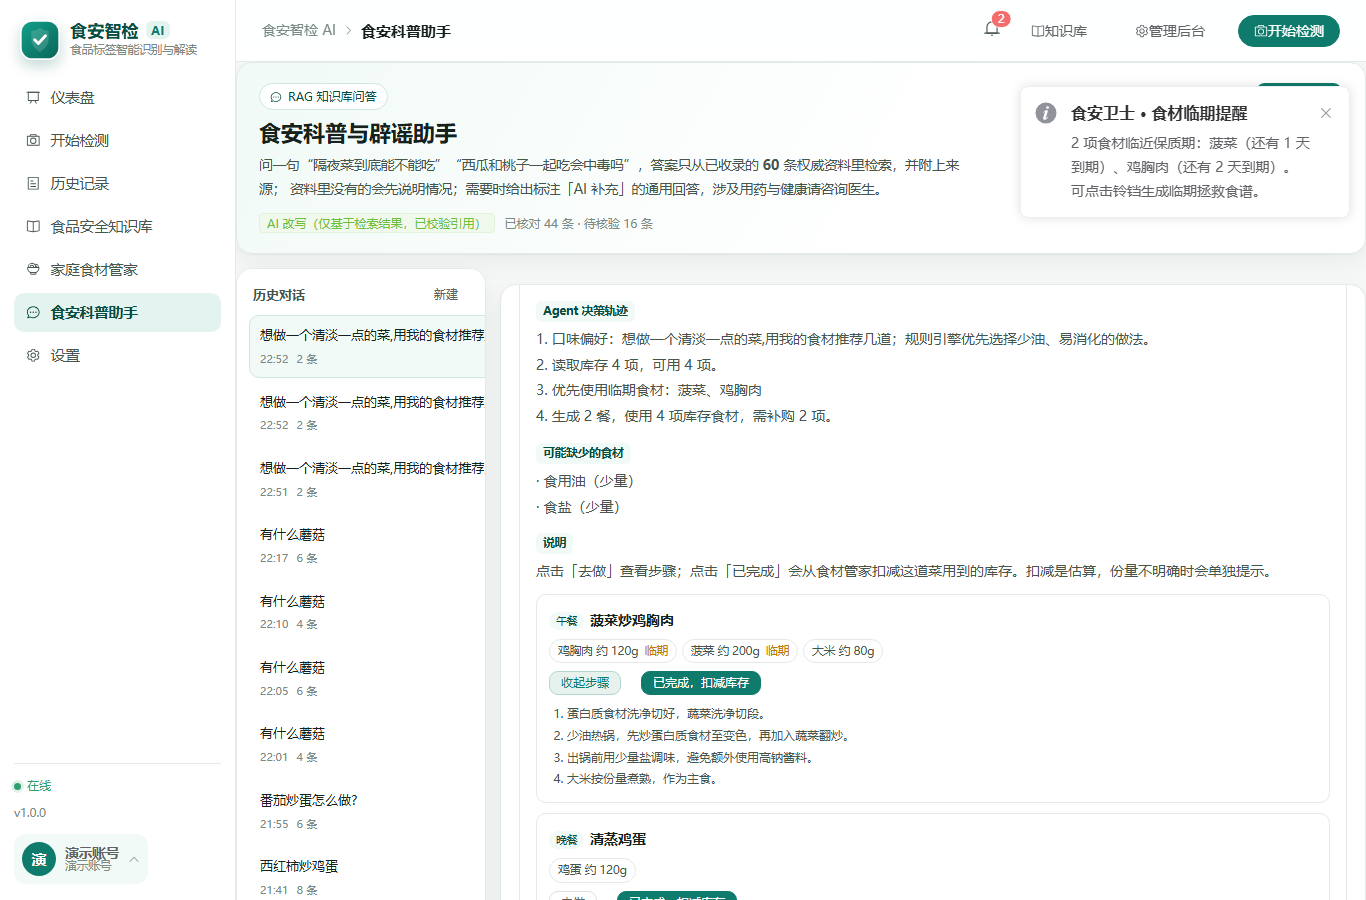 食安智检 AI
食品标签智能识别与解读
仪表盘
开始检测
历史记录
食品安全知识库
家庭食材管家
食安科普助手
设置
在线
v1.0.0
演
演示账号
演示账号
食安智检 AI
食安科普助手
2
知识库
管理后台
开始检测
RAG 知识库问答
食安科普与辟谣助手
问一句“隔夜菜到底能不能吃”“西瓜和桃子一起吃会中毒吗”，答案只从已收录的 60 条权威资料里检索，并附上来
源； 资料里没有的会先说明情况；需要时给出标注「AI 补充」的通用回答，涉及用药与健康请咨询医生。
AI 改写（仅基于检索结果，已校验引用）
已核对 44 条 · 待核验 16 条
食安卫士 • 食材临期提醒
2 项食材临近保质期：菠菜（还有 1 天
到期）、鸡胸肉（还有 2 天到期）。
可点击铃铛生成临期拯救食谱。
历史对话
新建
想做一个清淡一点的菜,用我的食材推荐
22:52 2 条
想做一个清淡一点的菜,用我的食材推荐
22:52 2 条
想做一个清淡一点的菜,用我的食材推荐
22:51 2 条
有什么蘑菇
22:17 6 条
有什么蘑菇
22:10 4 条
有什么蘑菇
22:05 6 条
有什么蘑菇
22:01 4 条
番茄炒蛋怎么做?
21:55 6 条
西红柿炒鸡蛋
21:41 8 条
Agent 决策轨迹
1. 口味偏好：想做一个清淡一点的菜,用我的食材推荐几道；规则引擎优先选择少油、易消化的做法。
2. 读取库存 4 项，可用 4 项。
3. 优先使用临期食材：菠菜、鸡胸肉
4. 生成 2 餐，使用 4 项库存食材，需补购 2 项。
可能缺少的食材
· 食用油（少量）
· 食盐（少量）
说明
点击「去做」查看步骤；点击「已完成」会从食材管家扣减这道菜用到的库存。扣减是估算，份量不明确时会单独提示。
午餐 菠菜炒鸡胸肉
鸡胸肉 约 120g 临期
菠菜 约 200g 临期
大米 约 80g
收起步骤
已完成，扣减库存
1. 蛋白质食材洗净切好，蔬菜洗净切段。
2. 少油热锅，先炒蛋白质食材至变色，再加入蔬菜翻炒。
3. 出锅前用少量盐调味，避免额外使用高钠酱料。
4. 大米按份量煮熟，作为主食。
晚餐 清蒸鸡蛋
鸡蛋 约 120g
去做
已完成，扣减库存